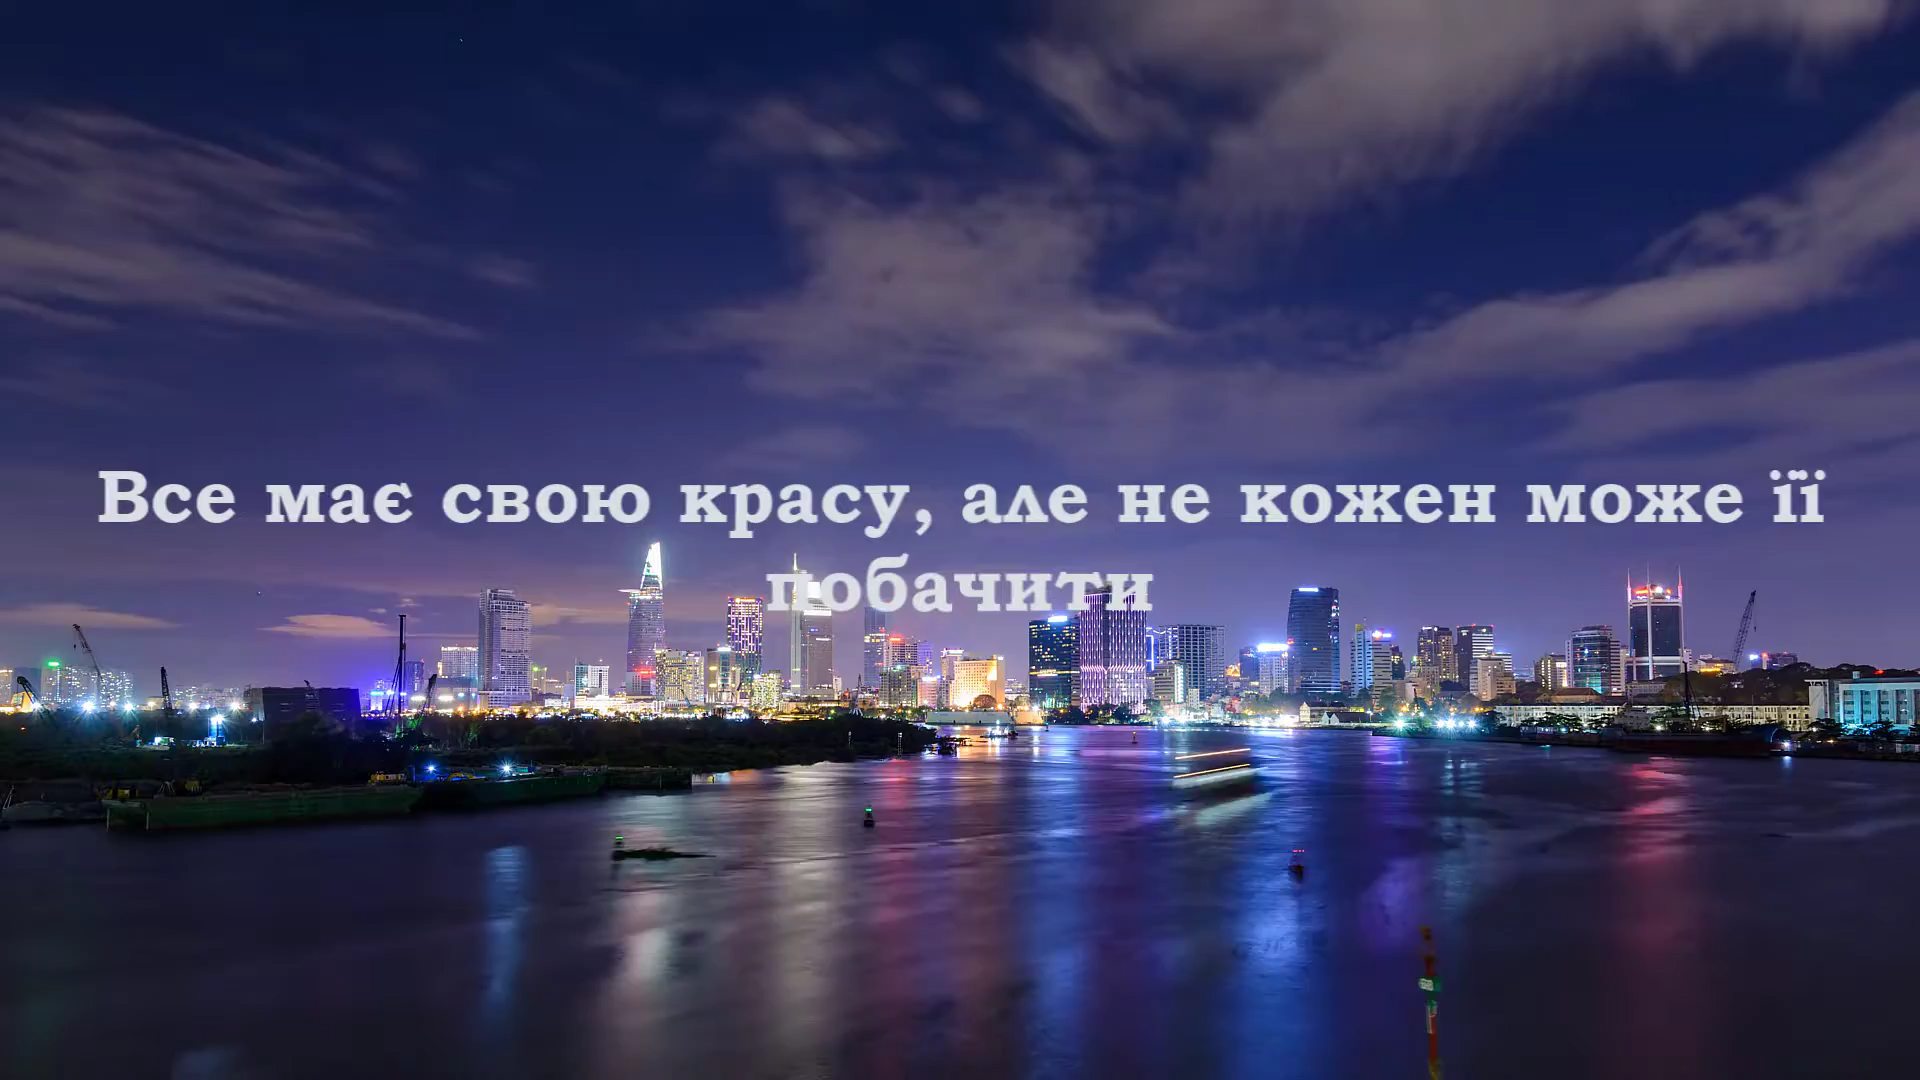 Все має свою красу, але не кожен може її
побачити